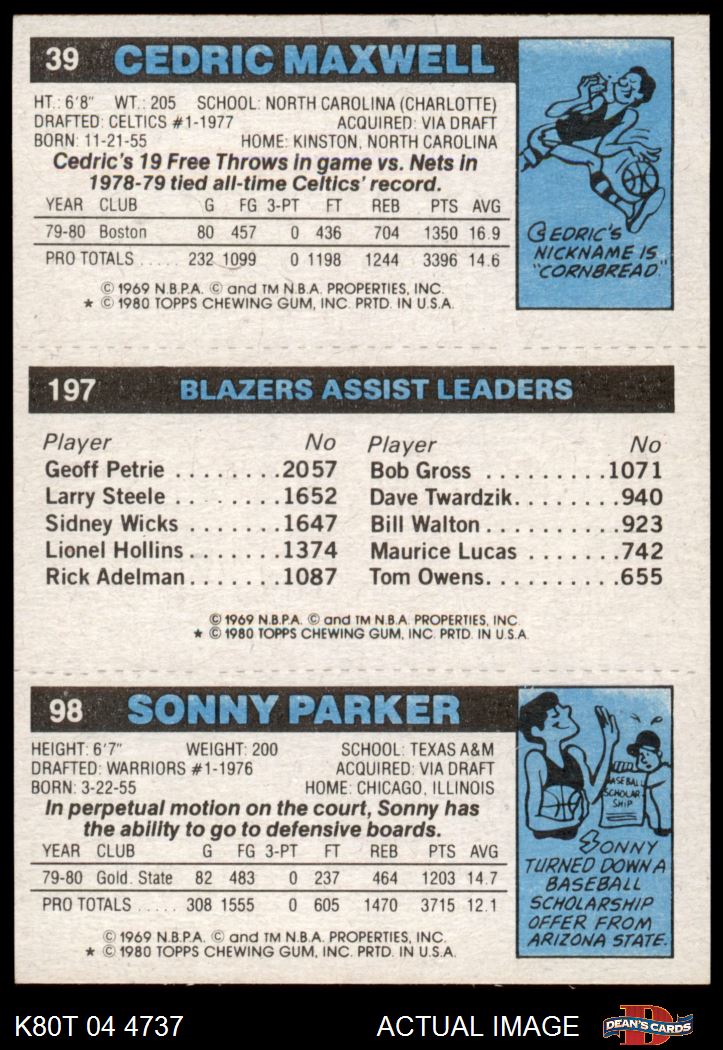 39 CEDRIC MAXWELL
HT.: 6'8" WT.: 205 SCHOOL: NORTH CAROLINA (CHARLOTTE)
DRAFTED: CELTICS #1-1977 ACQUIRED: VIA DRAFT
BORN: 11-21-55 HOME: KINSTON, NORTH CAROLINA
Cedric's 19 Free Throws in game vs. Nets in
1978-79 tied all-time Celtics' record.
YEAR CLUB G FG 3-PT FT REB PTS AVG
79-80 Boston 80 457 0 436 704 1350 16.9
PRO TOTALS ..... 232 1099 0 1198 1244 3396 14.6
© 1969 N.B.P.A. © and TM N.B.A. PROPERTIES, INC.
* © 1980 TOPPS CHEWING GUM, INC. PRTD. IN U.S.A.
CEDRIC'S
NICKNAME IS
"CORNBREAD."
197 BLAZERS ASSIST LEADERS
Player No Player No
Geoff Petrie ........2057 Bob Gross .........1071
Larry Steele ........1652 Dave Twardzik........940
Sidney Wicks .......1647 Bill Walton ..........923
Lionel Hollins.......1374 Maurice Lucas .......742
Rick Adelman.......1087 Tom Owens..........655
© 1969 N.B.P.A. © and TM N.B.A. PROPERTIES, INC.
* © 1980 TOPPS CHEWING GUM, INC. PRTD. IN U.S.A.
98 SONNY PARKER
HEIGHT: 6'7" WEIGHT: 200 SCHOOL: TEXAS A&M
DRAFTED: WARRIORS #1-1976 ACQUIRED: VIA DRAFT
BORN: 3-22-55 HOME: CHICAGO, ILLINOIS
In perpetual motion on the court, Sonny has
the ability to go to defensive boards.
YEAR CLUB G FG 3-PT FT REB PTS AVG
79-80 Gold. State 82 483 0 237 464 1203 14.7
PRO TOTALS ..... 308 1555 0 605 1470 3715 12.1
© 1969 N.B.P.A. © and TM N.B.A. PROPERTIES, INC.
* © 1980 TOPPS CHEWING GUM, INC. PRTD. IN U.S.A.
BASEBALL
SCHOLAR-
SHIP
SONNY
TURNED DOWN A
BASEBALL
SCHOLARSHIP
OFFER FROM
ARIZONA STATE.
K80T 04 4737 ACTUAL IMAGE
D
DEAN'S CARDS